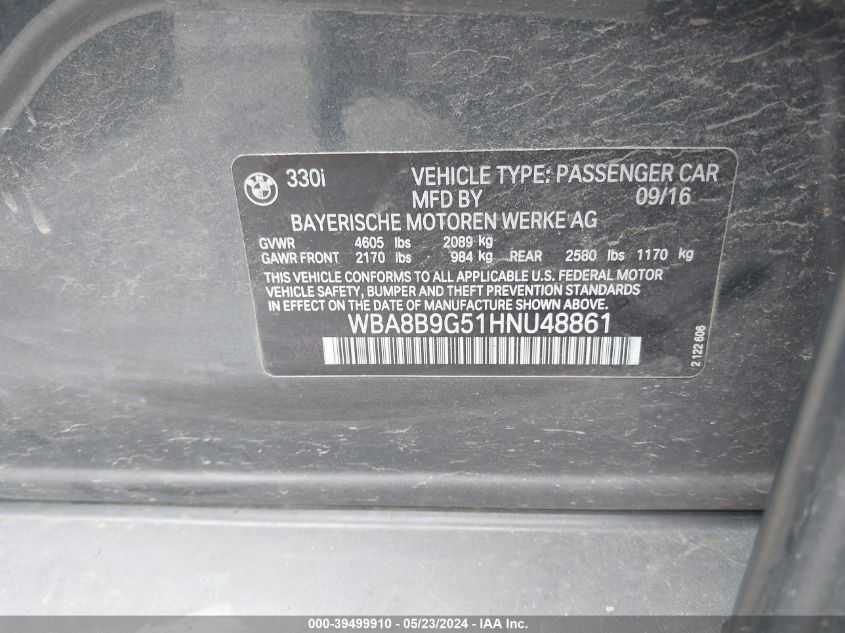 BMW
330i VEHICLE TYPE: PASSENGER CAR
MFD BY 09/16
BAYERISCHE MOTOREN WERKE AG
GVWR 4605 lbs 2089 kg
GAWR FRONT 2170 lbs 984 kg REAR 2580 lbs 1170 kg
THIS VEHICLE CONFORMS TO ALL APPLICABLE U.S. FEDERAL MOTOR
VEHICLE SAFETY, BUMPER AND THEFT PREVENTION STANDARDS
IN EFFECT ON THE DATE OF MANUFACTURE SHOWN ABOVE
WBA8B9G51HNU48861
2 122 606
000-39499910 - 05/23/2024 - IAA Inc.